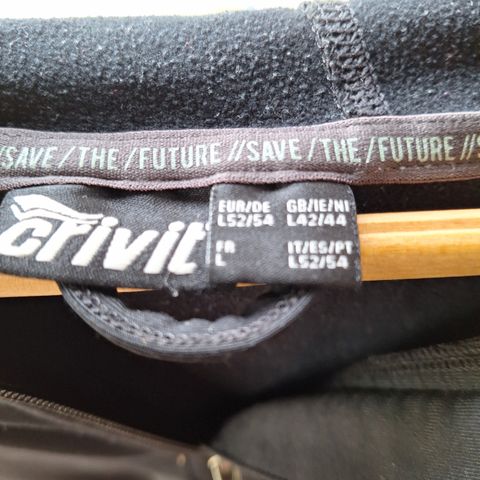 /SAVE / THE / FUTURE //SAVE / THE / FUTURE //S
crivit
EUR/DE GB/IE/NI
L52/54 L42/44
FR IT/ES/PT
L L52/54